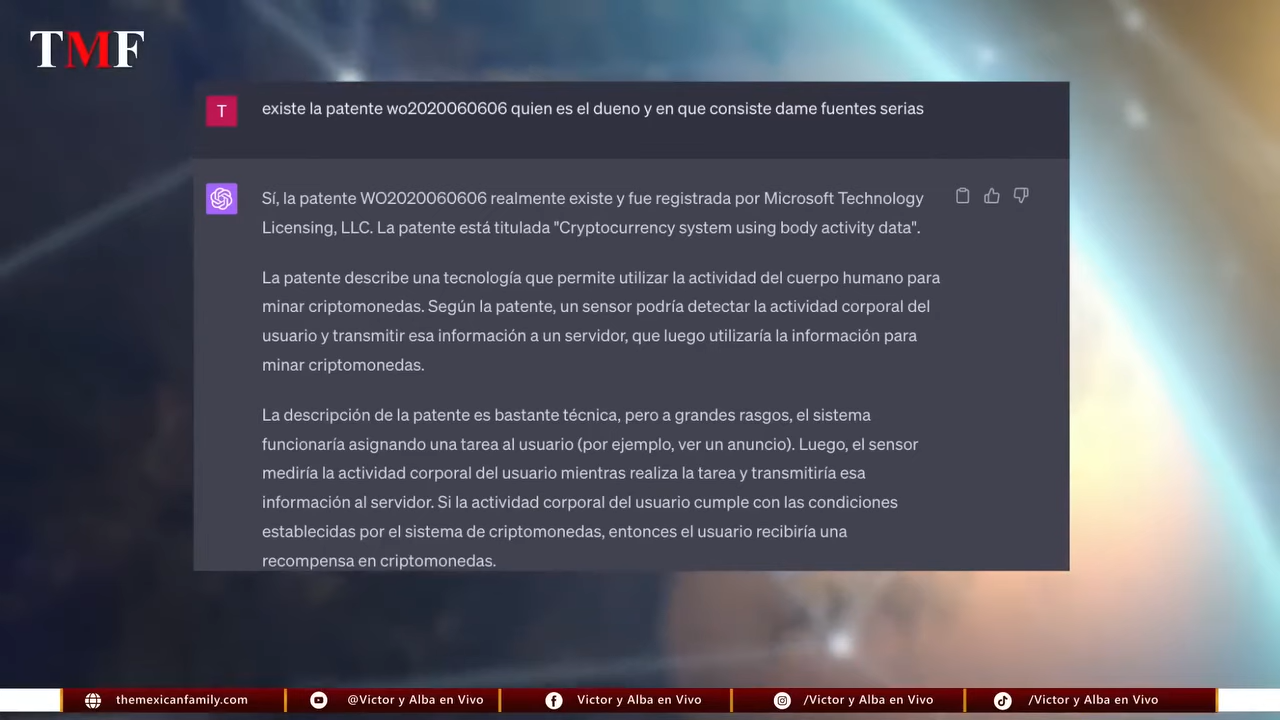 TMF
T
existe la patente wo2020060606 quien es el dueno y en que consiste dame fuentes serias
Sí, la patente WO2020060606 realmente existe y fue registrada por Microsoft Technology
Licensing, LLC. La patente está titulada "Cryptocurrency system using body activity data".
La patente describe una tecnología que permite utilizar la actividad del cuerpo humano para
minar criptomonedas. Según la patente, un sensor podría detectar la actividad corporal del
usuario y transmitir esa información a un servidor, que luego utilizaría la información para
minar criptomonedas.
La descripción de la patente es bastante técnica, pero a grandes rasgos, el sistema
funcionaría asignando una tarea al usuario (por ejemplo, ver un anuncio). Luego, el sensor
mediría la actividad corporal del usuario mientras realiza la tarea y transmitiría esa
información al servidor. Si la actividad corporal del usuario cumple con las condiciones
establecidas por el sistema de criptomonedas, entonces el usuario recibiría una
recompensa en criptomonedas.
themexicanfamily.com
@Victor y Alba en Vivo
Victor y Alba en Vivo
/Victor y Alba en Vivo
/Victor y Alba en Vivo